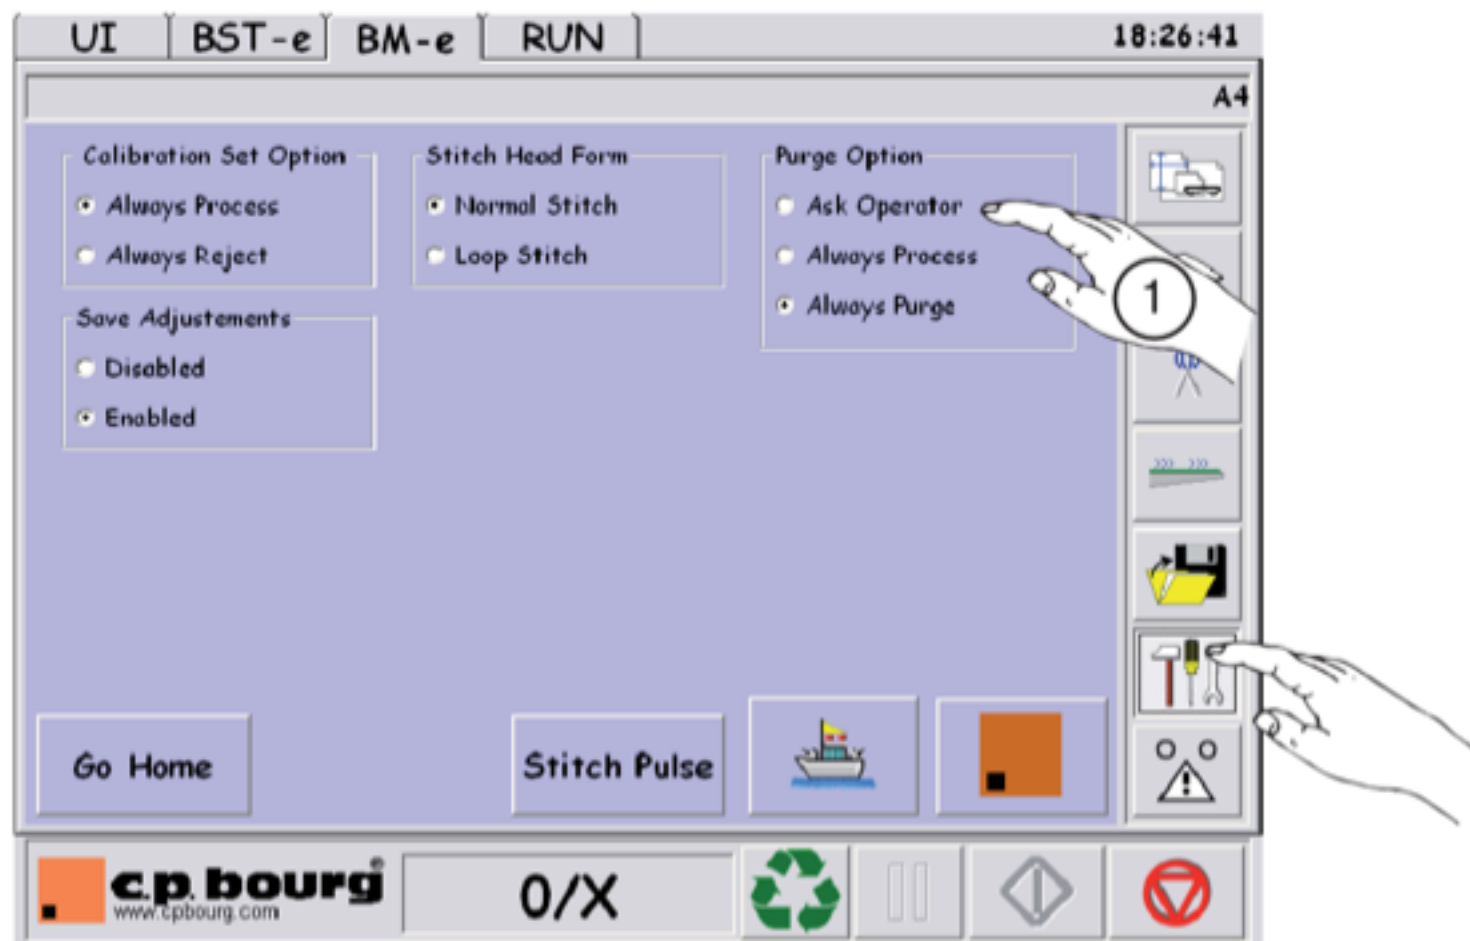 UI BST-e BM-e RUN 18:26:41
A4
Calibration Set Option
Always Process
Always Reject
Stitch Head Form
Normal Stitch
Loop Stitch
Purge Option
Ask Operator
Always Process
Always Purge
1
Save Adjustements
Disabled
Enabled
Go Home
Stitch Pulse
c.p. bourg®
www.cpbourg.com
0/X